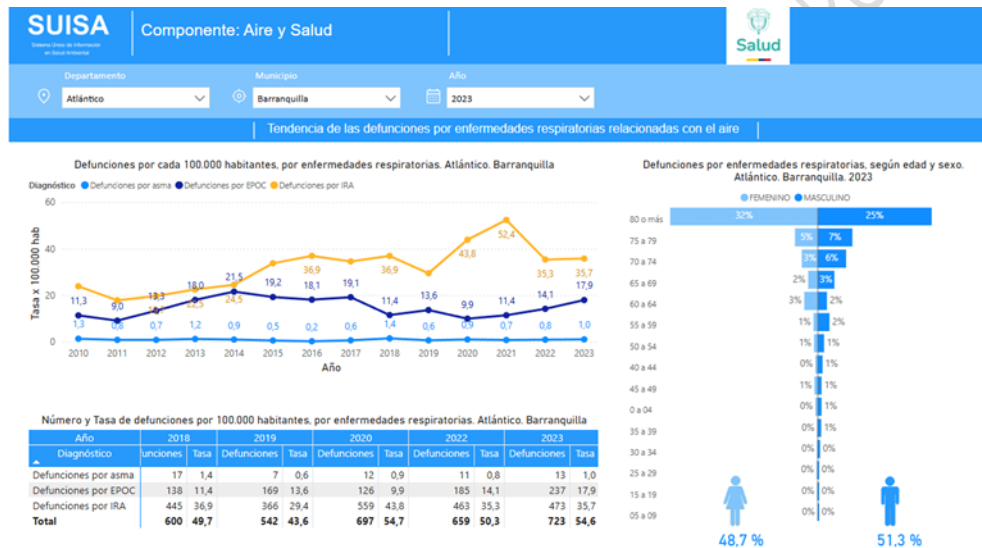 SUISA
Sistema Único de Información
en Salud Ambiental
Componente: Aire y Salud
Salud
Departamento
Municipio
Año
Atlántico
Barranquilla
2023
Tendencia de las defunciones por enfermedades respiratorias relacionadas con el aire
Defunciones por cada 100.000 habitantes, por enfermedades respiratorias. Atlántico. Barranquilla
Diagnóstico Defunciones por asma Defunciones por EPOC Defunciones por IRA
Tasa x 100.000 hab
60
40
20
0
52,4
36,9 36,9 43,8 35,3 35,7
11,3 9,0 13,3 18,0 21,5 19,2 18,1 19,1 11,4 13,6 9,9 11,4 14,1 17,9
22,5 24,5
1,3 0,8 0,7 1,2 0,9 0,5 0,2 0,6 1,4 0,6 0,9 0,7 0,8 1,0
2010 2011 2012 2013 2014 2015 2016 2017 2018 2019 2020 2021 2022 2023
Año
Número y Tasa de defunciones por 100.000 habitantes, por enfermedades respiratorias. Atlántico. Barranquilla
Año 2018 2019 2020 2022 2023
Diagnóstico unciones Tasa Defunciones Tasa Defunciones Tasa Defunciones Tasa Defunciones Tasa
Defunciones por asma 17 1,4 7 0,6 12 0,9 11 0,8 13 1,0
Defunciones por EPOC 138 11,4 169 13,6 126 9,9 185 14,1 237 17,9
Defunciones por IRA 445 36,9 366 29,4 559 43,8 463 35,3 473 35,7
Total 600 49,7 542 43,6 697 54,7 659 50,3 723 54,6
Defunciones por enfermedades respiratorias, según edad y sexo.
Atlántico. Barranquilla. 2023
FEMENINO MASCULINO
80 o más 32% 25%
75 a 79 5% 7%
70 a 74 3% 6%
65 a 69 2% 3%
60 a 64 3% 2%
55 a 59 1% 2%
50 a 54 1% 1%
40 a 44 0% 1%
45 a 49 1% 1%
0 a 04 0% 1%
35 a 39 0% 1%
30 a 34 0% 0%
25 a 29 0% 0%
15 a 19 0% 0%
05 a 09 0% 0%
48,7 %
51,3 %